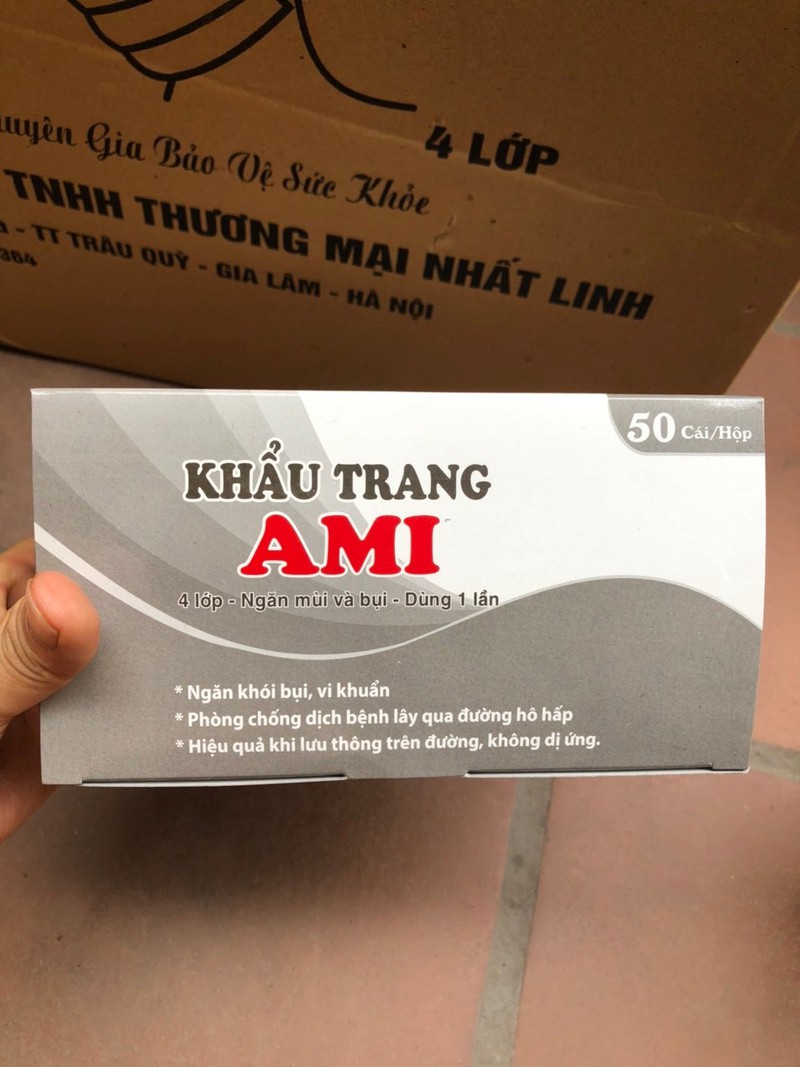 4 LỚP
Gia Bảo Vệ Sức Khỏe
TNHH THƯƠNG MẠI NHẤT LINH
- TT TRÂU QUỲ - GIA LÂM - HÀ NỘI
364
50 Cái/Hộp
KHẨU TRANG
AMI
4 lớp - Ngăn mùi và bụi - Dùng 1 lần
* Ngăn khói bụi, vi khuẩn
* Phòng chống dịch bệnh lây qua đường hô hấp
* Hiệu quả khi lưu thông trên đường, không dị ứng.